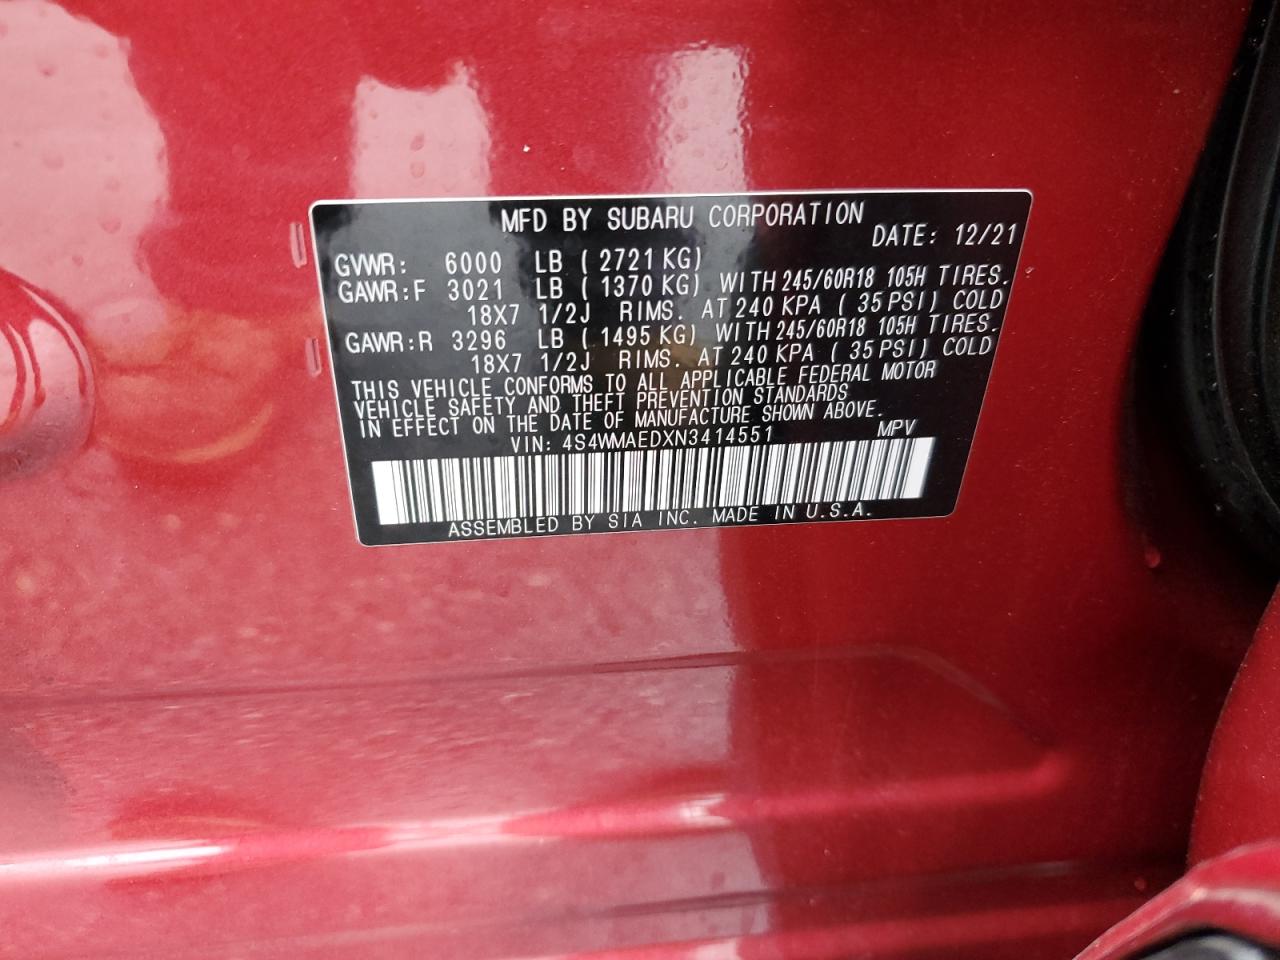 MFD BY SUBARU CORPORATION
DATE: 12/21
GVWR: 6000 LB (2721 KG)
GAWR:F 3021 LB (1370 KG) WITH 245/60R18 105H TIRES.
18X7 1/2J RIMS. AT 240 KPA (35 PSI) COLD
GAWR:R 3296 LB (1495 KG) WITH 245/60R18 105H TIRES.
18X7 1/2J RIMS. AT 240 KPA (35 PSI) COLD
THIS VEHICLE CONFORMS TO ALL APPLICABLE FEDERAL MOTOR
VEHICLE SAFETY AND THEFT PREVENTION STANDARDS
IN EFFECT ON THE DATE OF MANUFACTURE SHOWN ABOVE.
VIN: 4S4WMAEDXN3414551 MPV
ASSEMBLED BY SIA INC. MADE IN U.S.A.